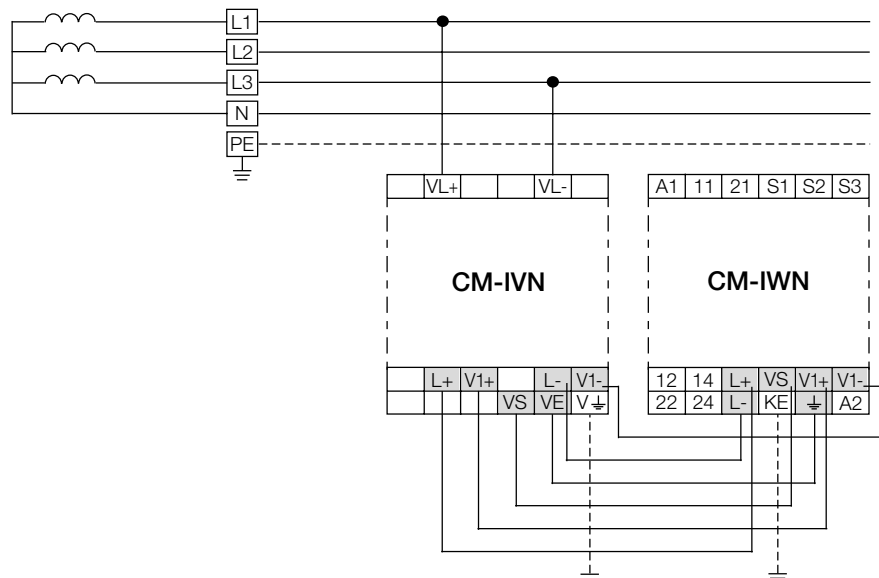 L1
L2
L3
N
PE
VL+ VL-
A1 11 21 S1 S2 S3
CM-IVN
CM-IWN
L+ V1+ L- V1-
VS VE V⏚
12 14 L+ VS V1+ V1-
22 24 L- KE ⏚ A2